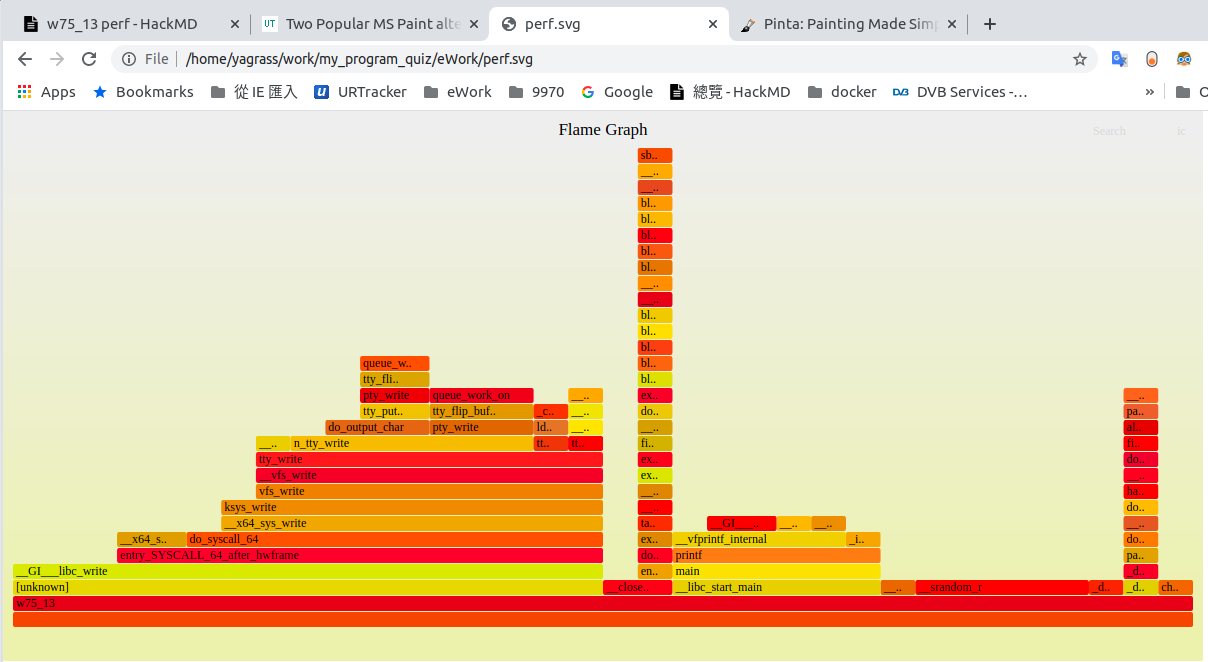 w75_13 perf - HackMD
UT Two Popular MS Paint alte
perf.svg
Pinta: Painting Made Simp
File /home/yagrass/work/my_program_quiz/eWork/perf.svg
Apps Bookmarks 從 IE 匯入 URTracker eWork 9970 Google 總覽 - HackMD docker DVB DVB Services -… » O
Flame Graph
Search ic
sb..
__..
__..
bl..
bl..
bl..
bl..
bl..
__..
__..
bl..
bl..
bl..
queue_w.. bl..
tty_fli.. bl..
pty_write queue_work_on __.. ex.. __..
tty_put.. tty_flip_buf.. _c.. __.. do.. pa..
do_output_char pty_write ld.. __.. __.. al..
__.. n_tty_write tt.. tt.. fi.. fi..
tty_write ex.. do..
__vfs_write ex.. __..
vfs_write __.. ha..
ksys_write __.. do..
__x64_sys_write ta.. __GI___.. __.. __.. __..
__x64_s.. do_syscall_64 ex.. __vfprintf_internal _i.. do..
entry_SYSCALL_64_after_hwframe do.. printf pa..
__GI___libc_write en.. main _d..
[unknown] __close.. __libc_start_main __.. __srandom_r _d.. _d.. ch..
w75_13